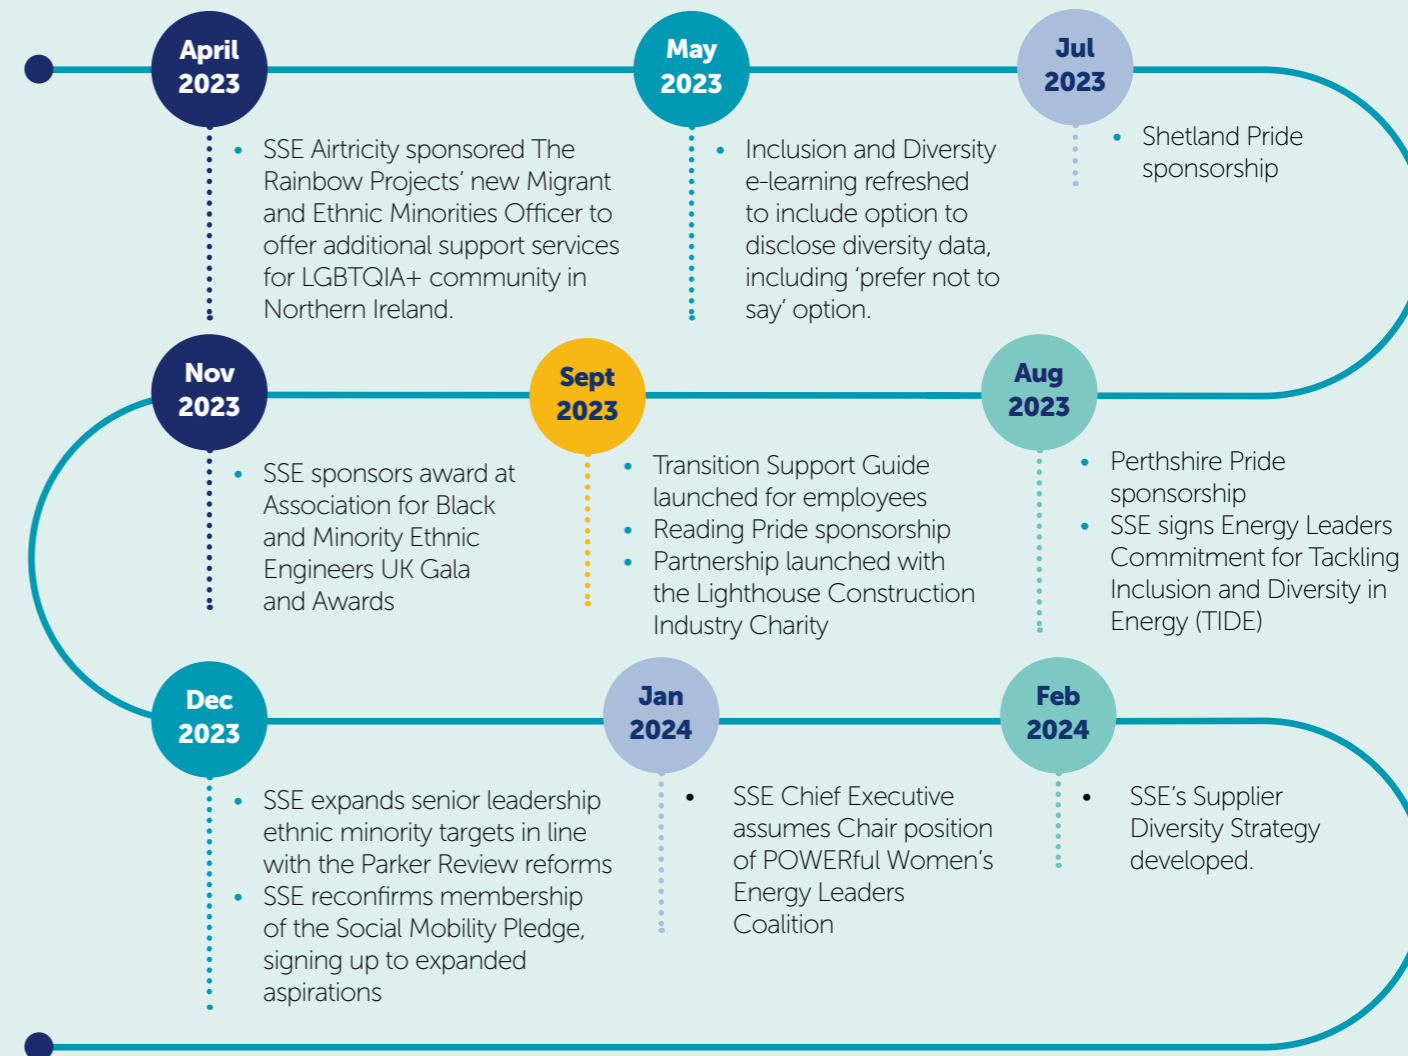 April
2023
• SSE Airtricity sponsored The
Rainbow Projects’ new Migrant
and Ethnic Minorities Officer to
offer additional support services
for LGBTQIA+ community in
Northern Ireland.
May
2023
• Inclusion and Diversity
e-learning refreshed
to include option to
disclose diversity data,
including ‘prefer not to
say’ option.
Jul
2023
• Shetland Pride
sponsorship
Aug
2023
• Perthshire Pride
sponsorship
• SSE signs Energy Leaders
Commitment for Tackling
Inclusion and Diversity in
Energy (TIDE)
Sept
2023
• Transition Support Guide
launched for employees
• Reading Pride sponsorship
• Partnership launched with
the Lighthouse Construction
Industry Charity
Nov
2023
• SSE sponsors award at
Association for Black
and Minority Ethnic
Engineers UK Gala
and Awards
Dec
2023
• SSE expands senior leadership
ethnic minority targets in line
with the Parker Review reforms
• SSE reconfirms membership
of the Social Mobility Pledge,
signing up to expanded
aspirations
Jan
2024
• SSE Chief Executive
assumes Chair position
of POWERful Women’s
Energy Leaders
Coalition
Feb
2024
• SSE’s Supplier
Diversity Strategy
developed.